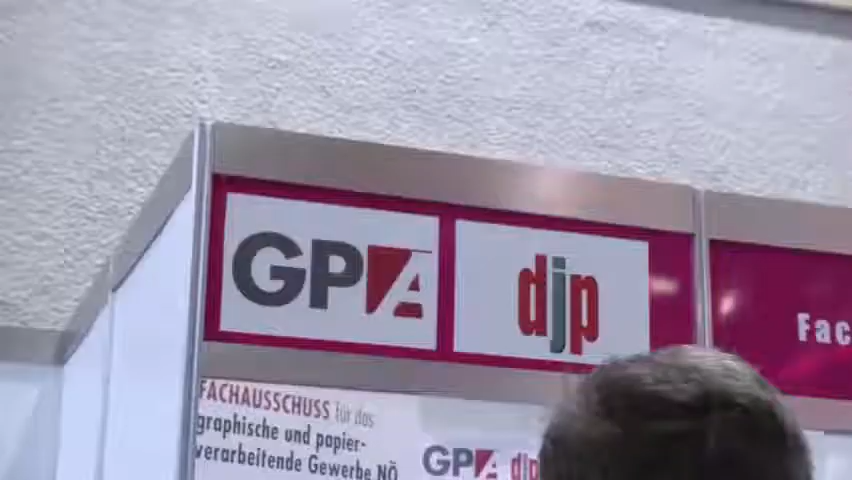 GPA djp
Fac
FACHAUSSCHUSS für das
graphische und papier-
verarbeitende Gewerbe NÖ
GPA djp